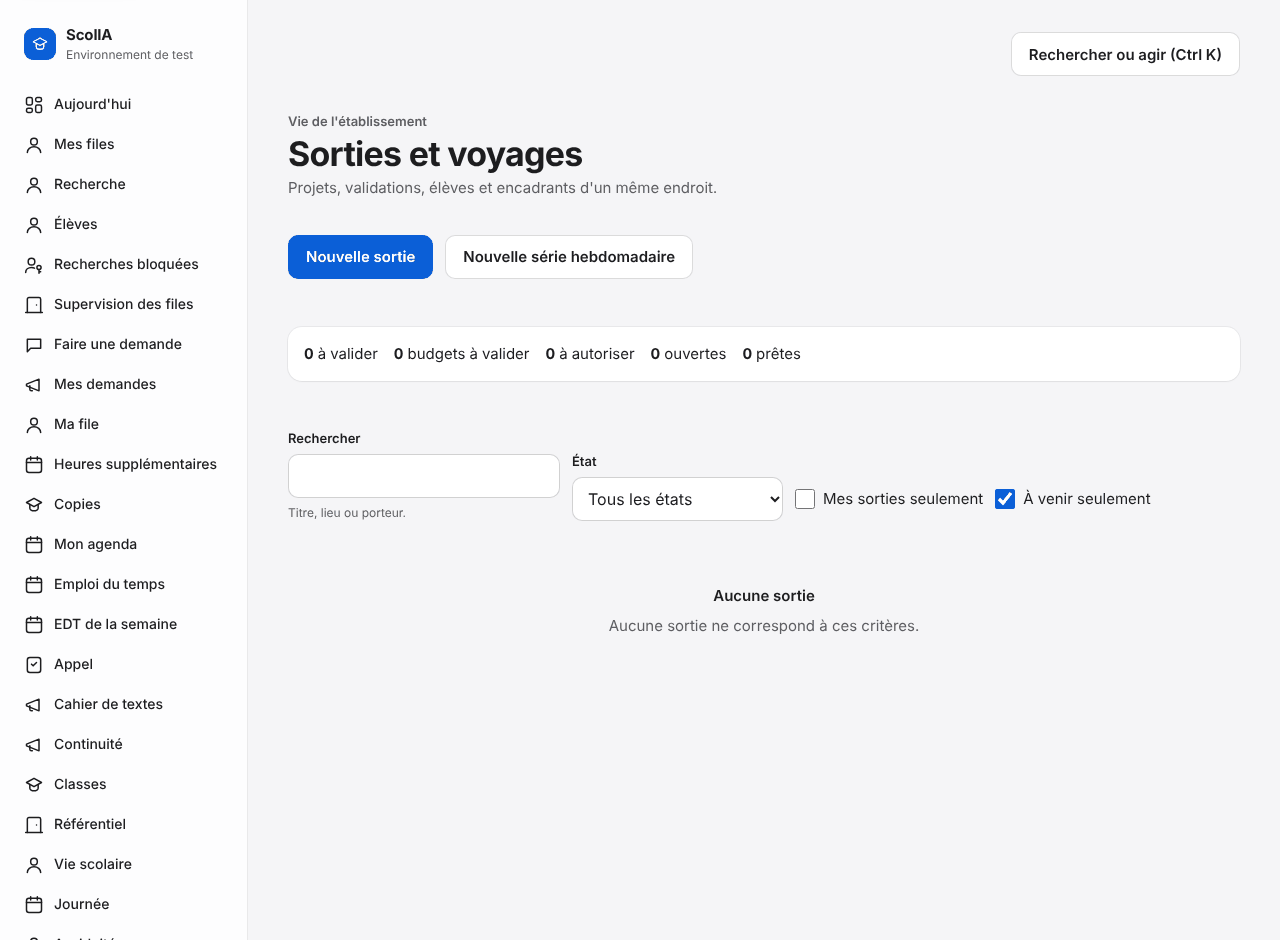 ScolIA
Environnement de test
Aujourd'hui
Mes files
Recherche
Élèves
Recherches bloquées
Supervision des files
Faire une demande
Mes demandes
Ma file
Heures supplémentaires
Copies
Mon agenda
Emploi du temps
EDT de la semaine
Appel
Cahier de textes
Continuité
Classes
Référentiel
Vie scolaire
Journée
Rechercher ou agir (Ctrl K)
Vie de l'établissement
Sorties et voyages
Projets, validations, élèves et encadrants d'un même endroit.
Nouvelle sortie
Nouvelle série hebdomadaire
0 à valider 0 budgets à valider 0 à autoriser 0 ouvertes 0 prêtes
Rechercher
Titre, lieu ou porteur.
État
Tous les états
Mes sorties seulement
À venir seulement
Aucune sortie
Aucune sortie ne correspond à ces critères.